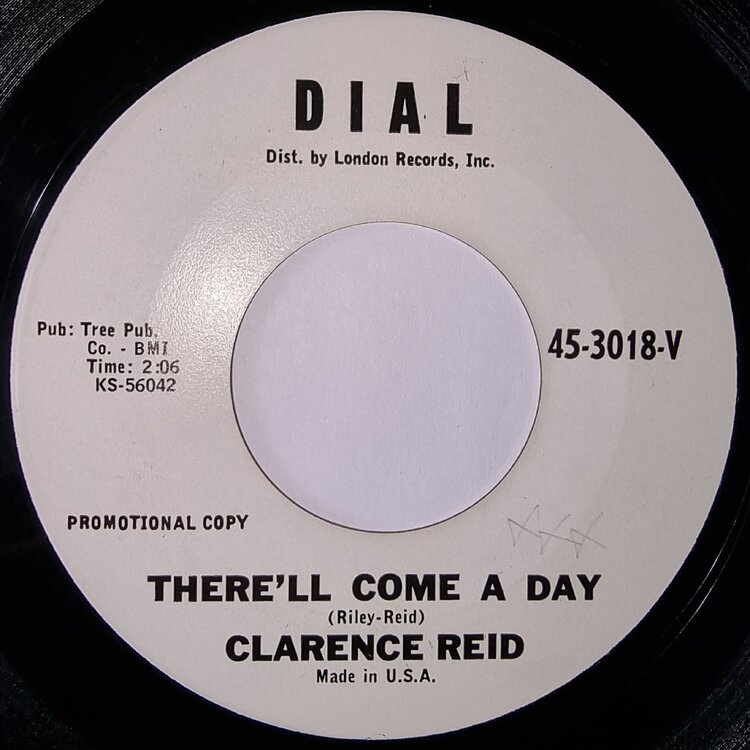 DIAL
Dist. by London Records, Inc.
Pub: Tree Pub.
Co. - BMI
Time: 2:06
KS-56042
45-3018-V
PROMOTIONAL COPY
XXX
THERE'LL COME A DAY
(Riley-Reid)
CLARENCE REID
Made in U.S.A.